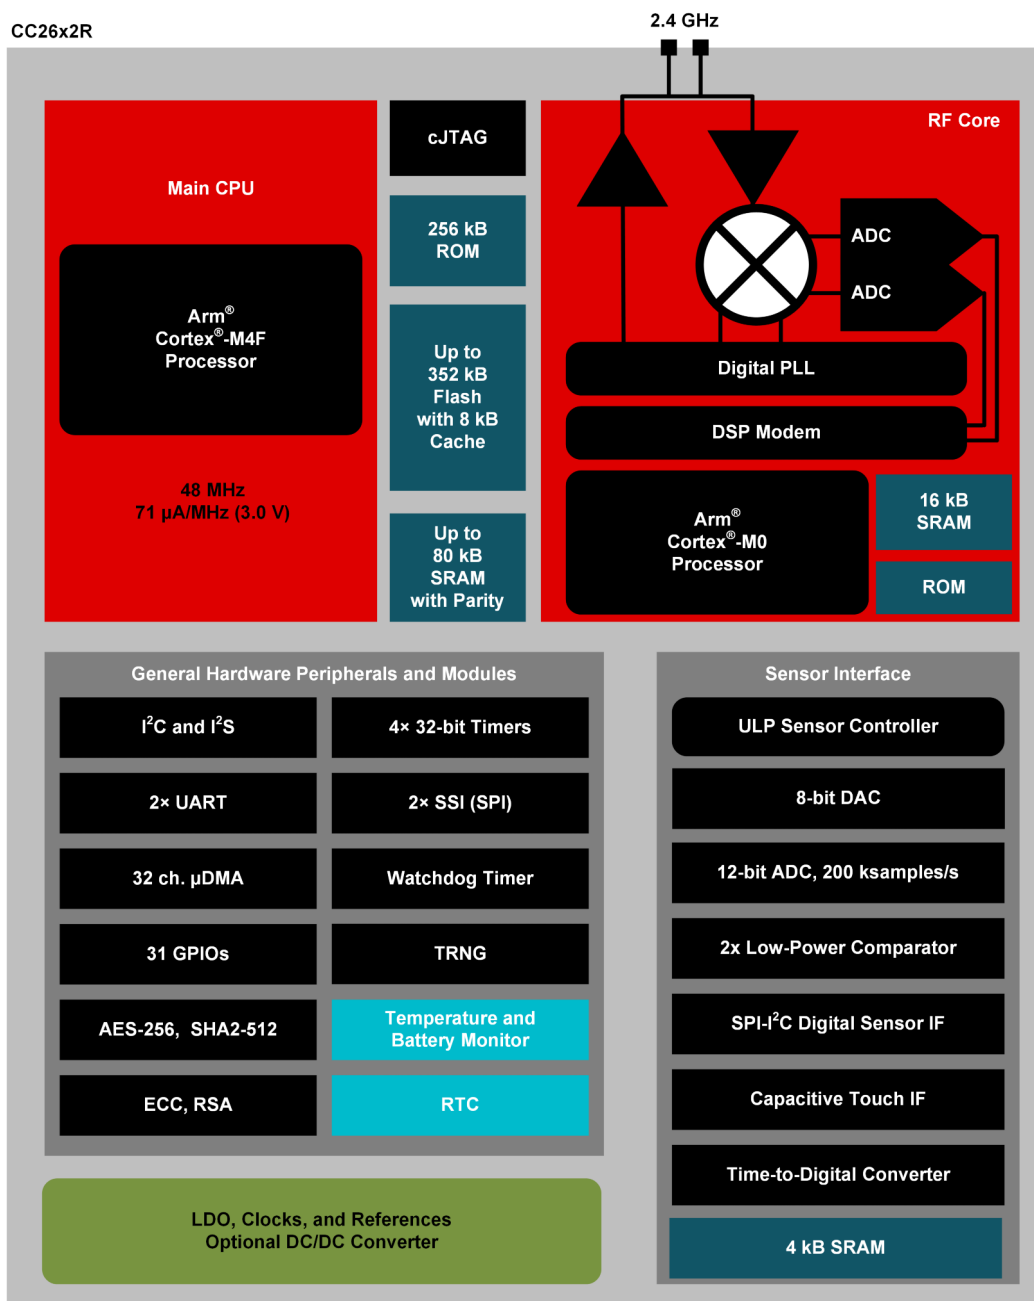 CC26x2R
2.4 GHz
Main CPU
Arm®
Cortex®-M4F
Processor
48 MHz
71 µA/MHz (3.0 V)
cJTAG
256 kB
ROM
Up to
352 kB
Flash
with 8 kB
Cache
Up to
80 kB
SRAM
with Parity
RF Core
ADC
ADC
Digital PLL
DSP Modem
Arm®
Cortex®-M0
Processor
16 kB
SRAM
ROM
General Hardware Peripherals and Modules
I²C and I²S
4× 32-bit Timers
2× UART
2× SSI (SPI)
32 ch. µDMA
Watchdog Timer
31 GPIOs
TRNG
AES-256, SHA2-512
Temperature and
Battery Monitor
ECC, RSA
RTC
LDO, Clocks, and References
Optional DC/DC Converter
Sensor Interface
ULP Sensor Controller
8-bit DAC
12-bit ADC, 200 ksamples/s
2x Low-Power Comparator
SPI-I²C Digital Sensor IF
Capacitive Touch IF
Time-to-Digital Converter
4 kB SRAM